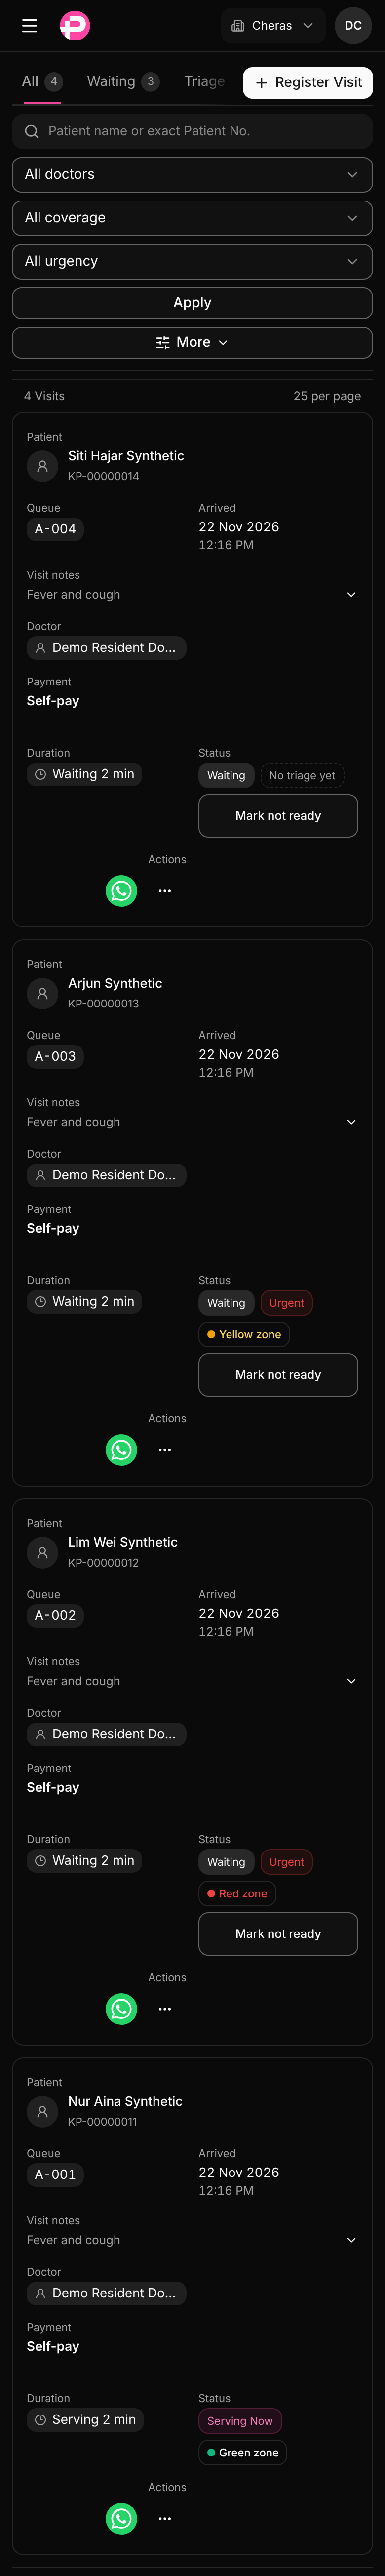 Cheras
DC
All 4
Waiting 3
Triage
+ Register Visit
Patient name or exact Patient No.
All doctors
All coverage
All urgency
Apply
More
4 Visits
25 per page
Patient
Siti Hajar Synthetic
KP-00000014
Queue
Arrived
A-004
22 Nov 2026
12:16 PM
Visit notes
Fever and cough
Doctor
Demo Resident Do...
Payment
Self-pay
Duration
Status
Waiting 2 min
Waiting
No triage yet
Mark not ready
Actions
Patient
Arjun Synthetic
KP-00000013
Queue
Arrived
A-003
22 Nov 2026
12:16 PM
Visit notes
Fever and cough
Doctor
Demo Resident Do...
Payment
Self-pay
Duration
Status
Waiting 2 min
Waiting
Urgent
Yellow zone
Mark not ready
Actions
Patient
Lim Wei Synthetic
KP-00000012
Queue
Arrived
A-002
22 Nov 2026
12:16 PM
Visit notes
Fever and cough
Doctor
Demo Resident Do...
Payment
Self-pay
Duration
Status
Waiting 2 min
Waiting
Urgent
Red zone
Mark not ready
Actions
Patient
Nur Aina Synthetic
KP-00000011
Queue
Arrived
A-001
22 Nov 2026
12:16 PM
Visit notes
Fever and cough
Doctor
Demo Resident Do...
Payment
Self-pay
Duration
Status
Serving 2 min
Serving Now
Green zone
Actions